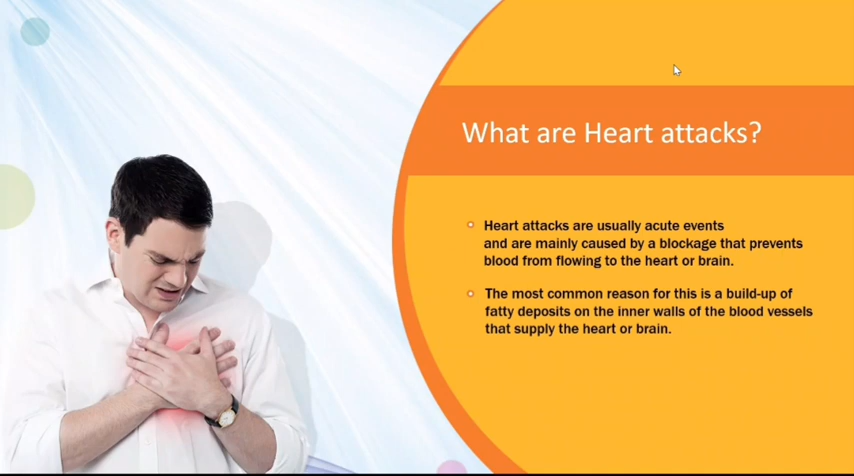 What are Heart attacks?
Heart attacks are usually acute events
and are mainly caused by a blockage that prevents
blood from flowing to the heart or brain.
The most common reason for this is a build-up of
fatty deposits on the inner walls of the blood vessels
that supply the heart or brain.